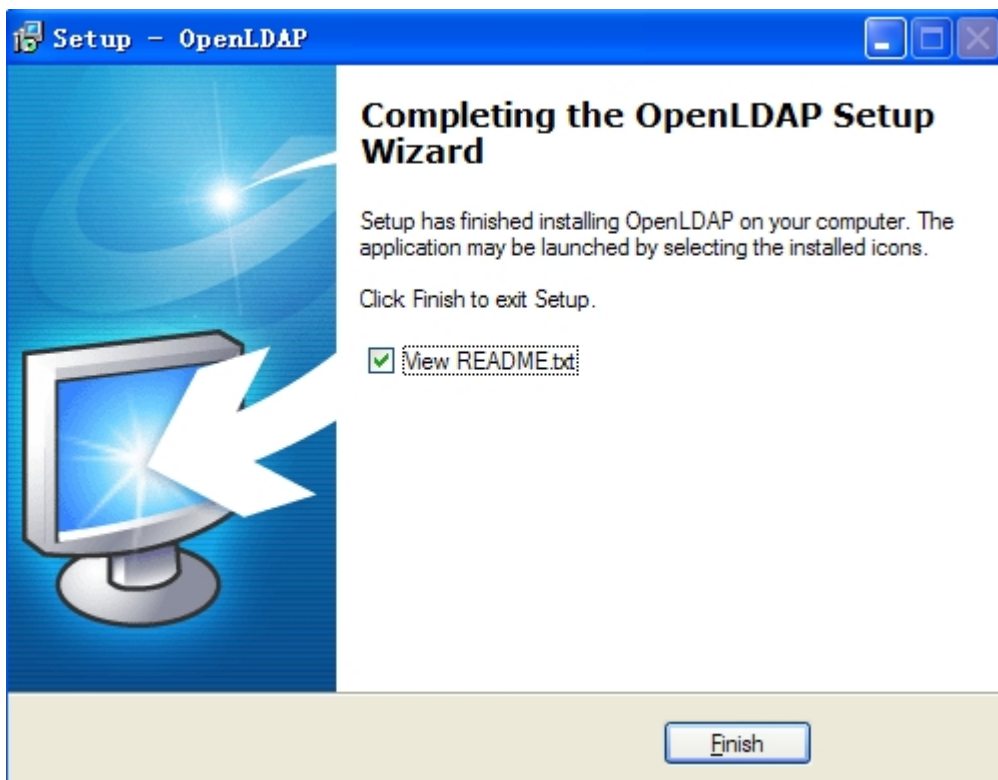 Setup - OpenLDAP
Completing the OpenLDAP Setup
Wizard
Setup has finished installing OpenLDAP on your computer. The
application may be launched by selecting the installed icons.
Click Finish to exit Setup.
View README.txt
Finish